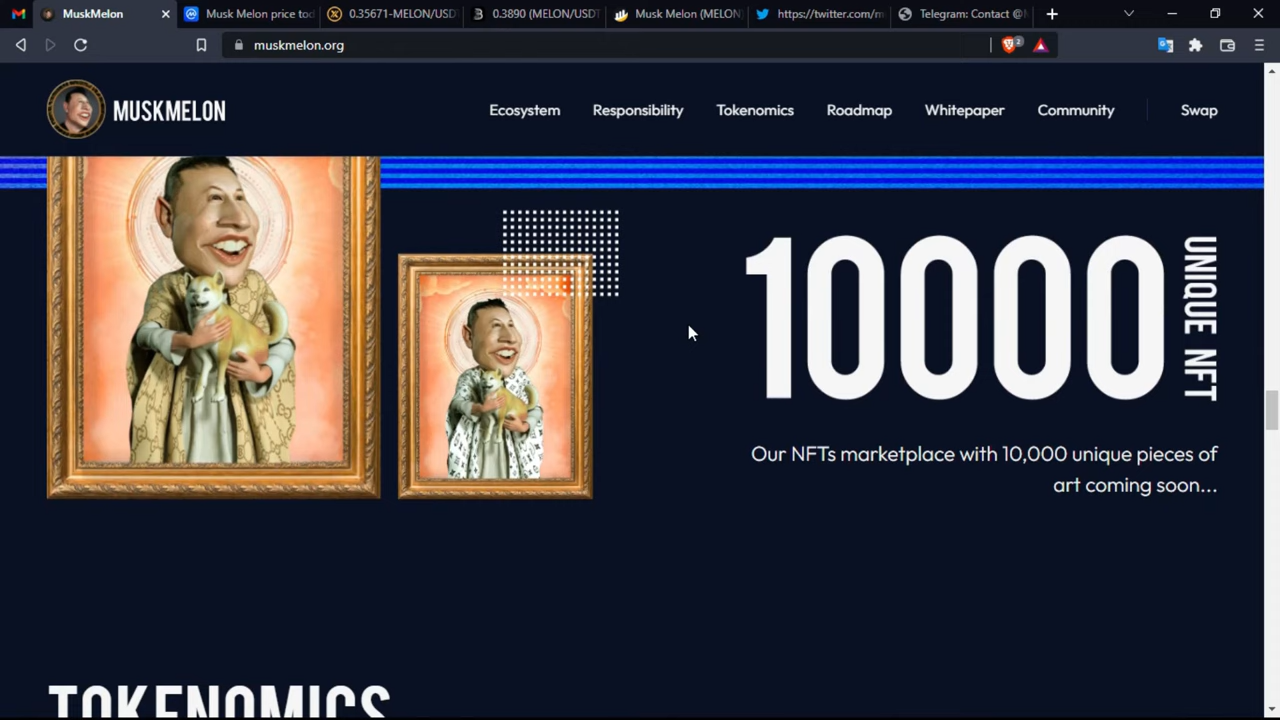 MuskMelon
Musk Melon price tod
0.35671-MELON/USDT
0.3890 (MELON/USDT
Musk Melon (MELON)
https://twitter.com/m
Telegram: Contact @M
muskmelon.org
2
MUSKMELON
Ecosystem
Responsibility
Tokenomics
Roadmap
Whitepaper
Community
Swap
10000
UNIQUE NFT
Our NFTs marketplace with 10,000 unique pieces of
art coming soon...
TOKENOMICS